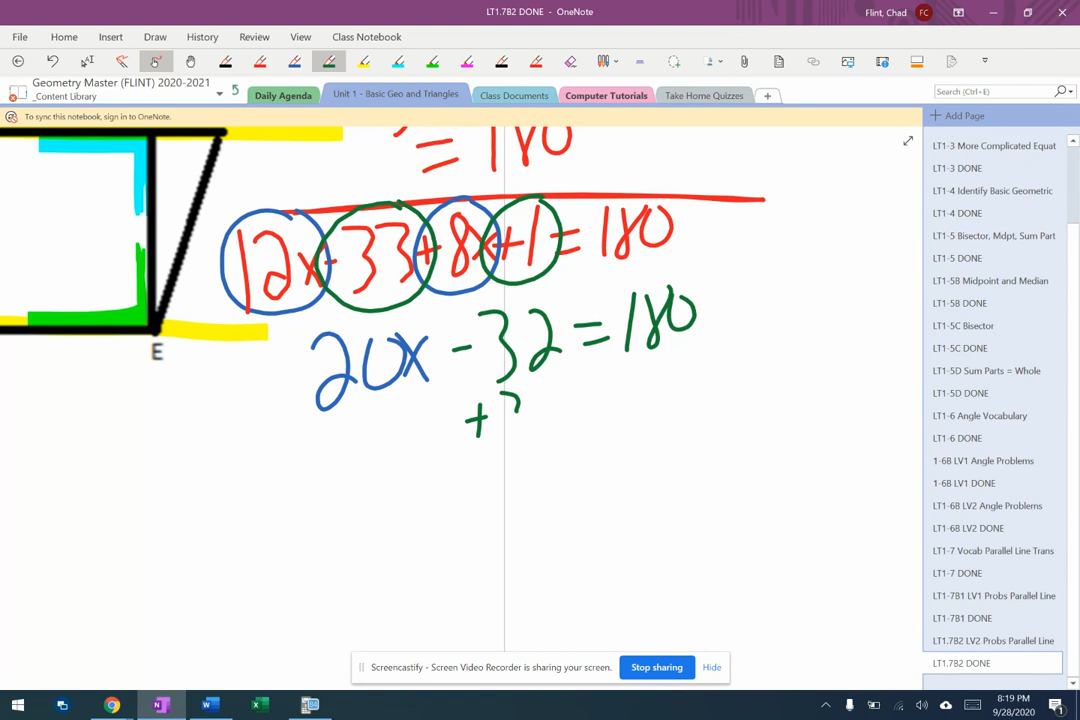 LT1.7B2 DONE - OneNote
Flint, Chad
FC
File Home Insert Draw History Review View Class Notebook
Geometry Master (FLINT) 2020-2021
_Content Library
Daily Agenda
Unit 1 - Basic Geo and Triangles
Class Documents
Computer Tutorials
Take Home Quizzes
Search (Ctrl+E)
To sync this notebook, sign in to OneNote.
Add Page
LT1-3 More Complicated Equat
LT1-3 DONE
LT1-4 Identify Basic Geometric
LT1-4 DONE
LT1-5 Bisector, Mdpt, Sum Part
LT1-5 DONE
LT1-5B Midpoint and Median
LT1-5B DONE
LT1-5C Bisector
LT1-5C DONE
LT1-5D Sum Parts = Whole
LT1-5D DONE
LT1-6 Angle Vocabulary
LT1-6 DONE
1-6B LV1 Angle Problems
1-6B LV1 DONE
LT1-6B LV2 Angle Problems
LT1-6B LV2 DONE
LT1-7 Vocab Parallel Line Trans
LT1-7 DONE
LT1-7B1 LV1 Probs Parallel Line
LT1-7B1 DONE
LT1.7B2 LV2 Probs Parallel Line
LT1.7B2 DONE
= 180
12x - 33 + 8x + 1 = 180
20x - 32 = 180
E
Screencastify - Screen Video Recorder is sharing your screen.
Stop sharing
Hide
8:19 PM
9/28/2020